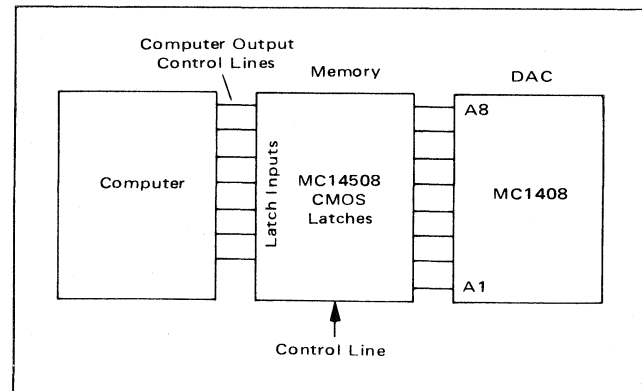 Computer Output
Control Lines
Memory
DAC
Computer
Latch Inputs
MC14508
CMOS
Latches
A8
MC1408
A1
Control Line